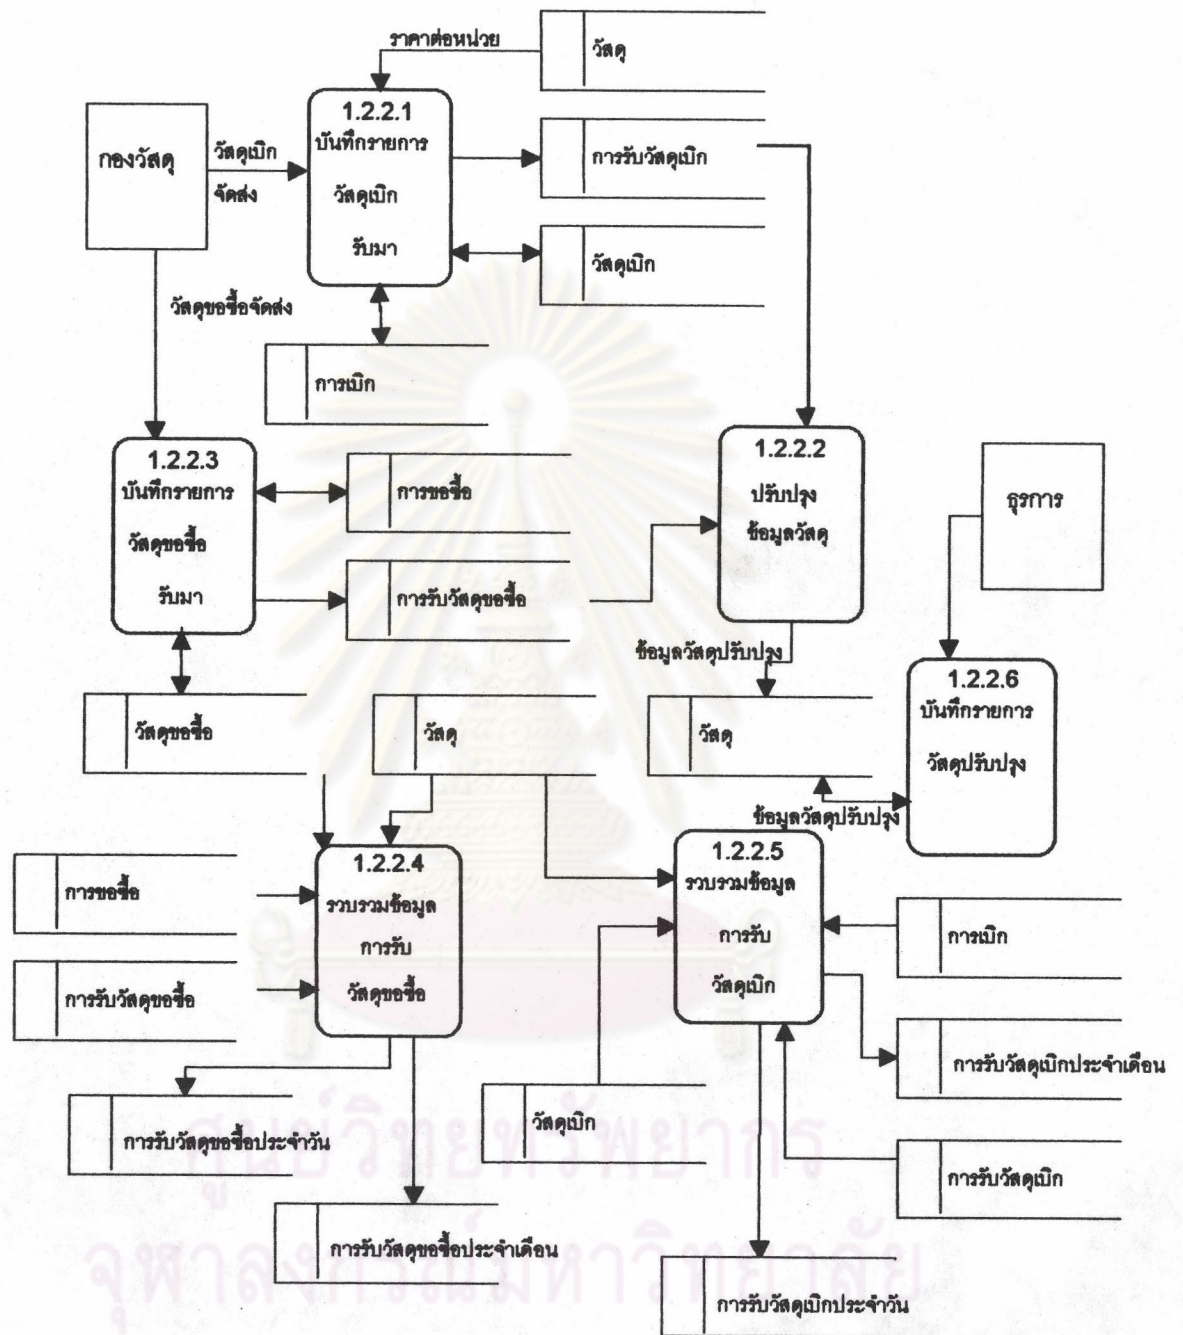 ราคาต่อหน่วย
วัสดุ
1.2.2.1
บันทึกรายการ
วัสดุเบิก
รับมา
กองวัสดุ
วัสดุเบิก
จัดส่ง
การรับวัสดุเบิก
วัสดุเบิก
วัสดุขอซื้อจัดส่ง
การเบิก
1.2.2.3
บันทึกรายการ
วัสดุขอซื้อ
รับมา
การขอซื้อ
การรับวัสดุขอซื้อ
1.2.2.2
ปรับปรุง
ข้อมูลวัสดุ
ธุรการ
ข้อมูลวัสดุปรับปรุง
วัสดุขอซื้อ
วัสดุ
วัสดุ
1.2.2.6
บันทึกรายการ
วัสดุปรับปรุง
ข้อมูลวัสดุปรับปรุง
1.2.2.4
รวบรวมข้อมูล
การรับ
วัสดุขอซื้อ
การขอซื้อ
การรับวัสดุขอซื้อ
1.2.2.5
รวบรวมข้อมูล
การรับ
วัสดุเบิก
การเบิก
การรับวัสดุเบิกประจำเดือน
การรับวัสดุขอซื้อประจำวัน
วัสดุเบิก
การรับวัสดุเบิก
การรับวัสดุขอซื้อประจำเดือน
การรับวัสดุเบิกประจำวัน
ศูนย์วิทยทรัพยากร
จุฬาลงกรณ์มหาวิทยาลัย